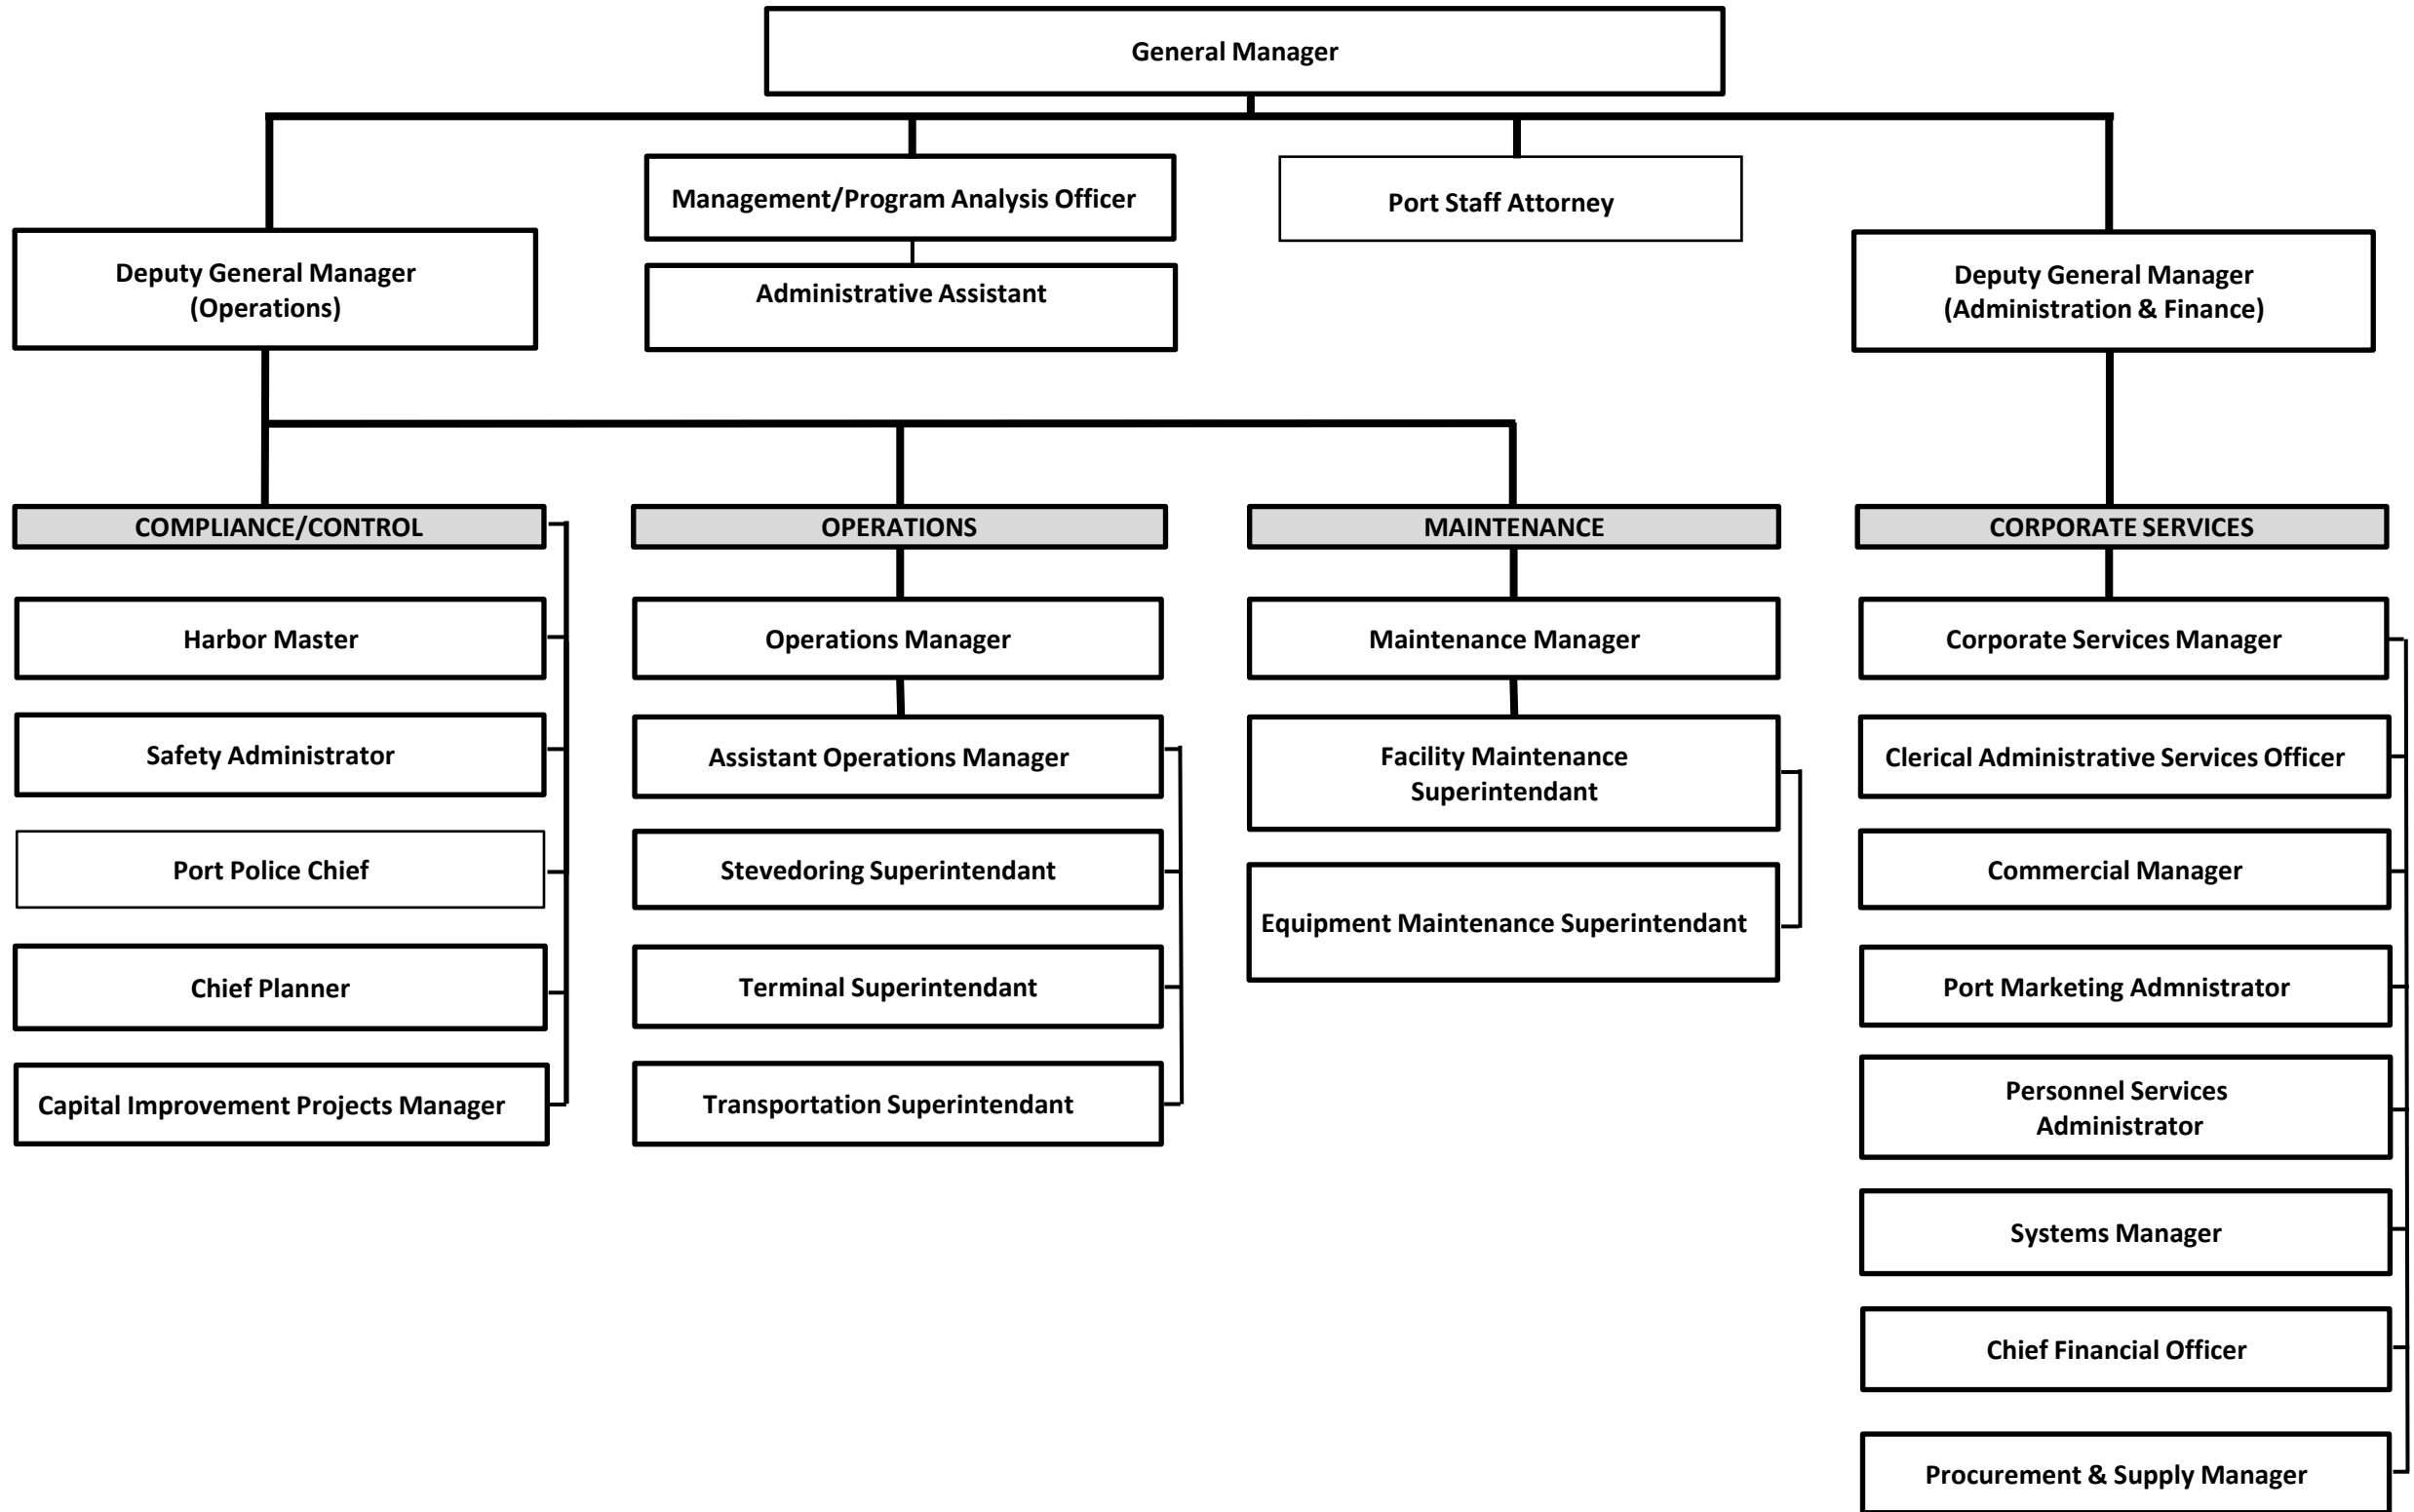 General Manager
Management/Program Analysis Officer
Port Staff Attorney
Deputy General Manager
(Operations)
Administrative Assistant
Deputy General Manager
(Administration & Finance)
COMPLIANCE/CONTROL
Harbor Master
Safety Administrator
Port Police Chief
Chief Planner
Capital Improvement Projects Manager
OPERATIONS
Operations Manager
Assistant Operations Manager
Stevedoring Superintendant
Terminal Superintendant
Transportation Superintendant
MAINTENANCE
Maintenance Manager
Facility Maintenance
Superintendant
Equipment Maintenance Superintendant
CORPORATE SERVICES
Corporate Services Manager
Clerical Administrative Services Officer
Commercial Manager
Port Marketing Admnistrator
Personnel Services
Administrator
Systems Manager
Chief Financial Officer
Procurement & Supply Manager